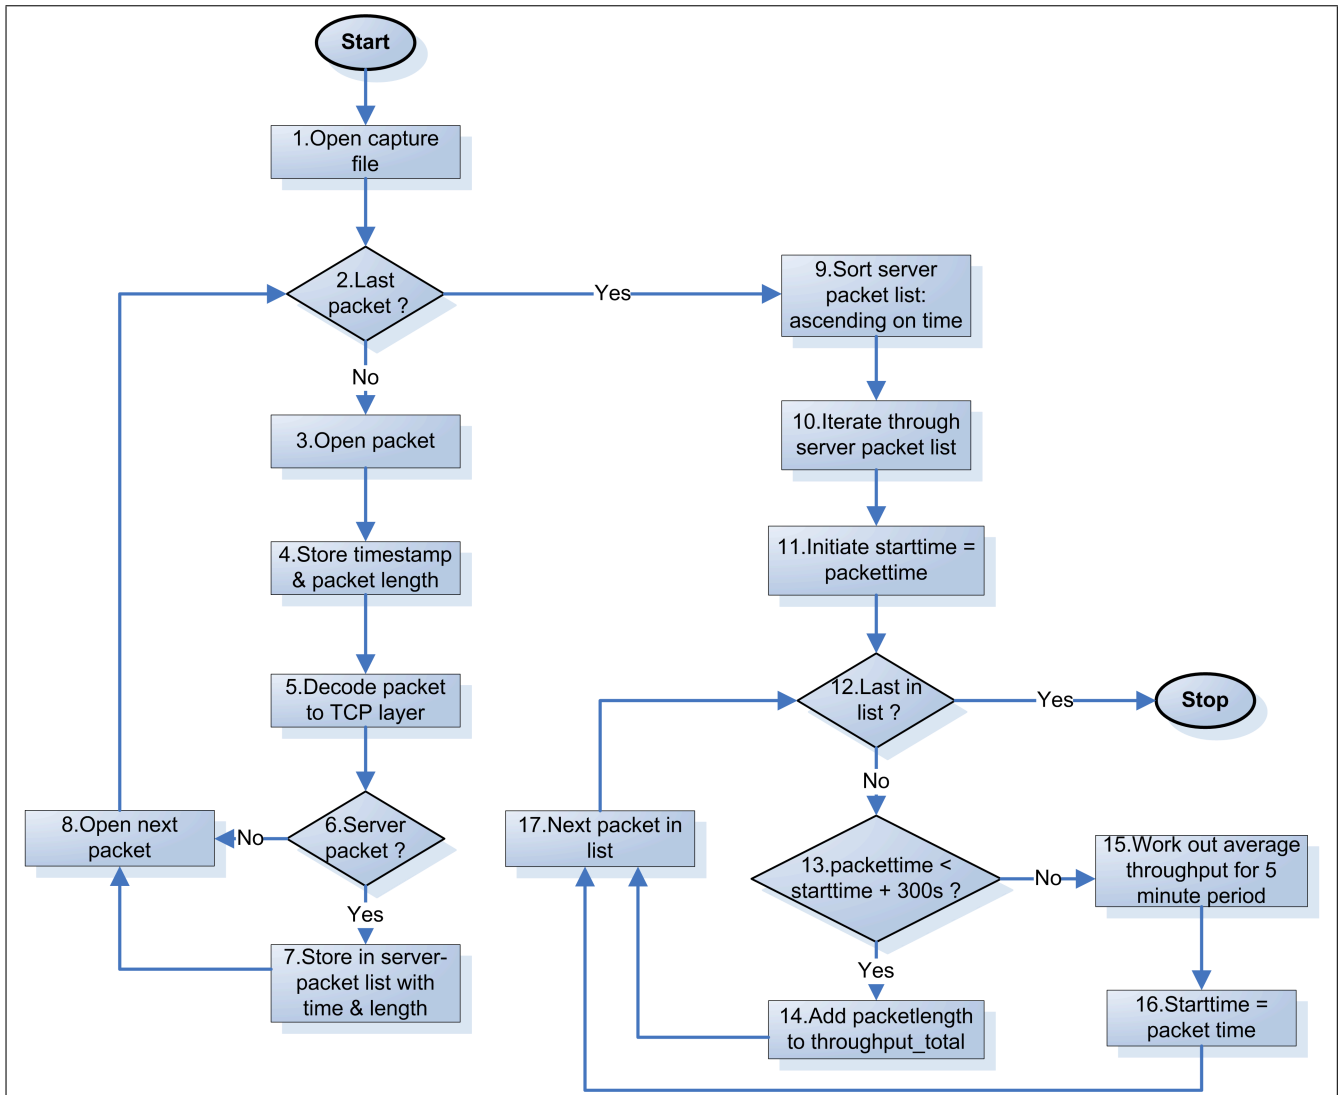 Start
1.Open capture
file
2.Last
packet ?
Yes
No
3.Open packet
4.Store timestamp
& packet length
5.Decode packet
to TCP layer
6.Server
packet ?
No
8.Open next
packet
Yes
7.Store in server-
packet list with
time & length
9.Sort server
packet list:
ascending on time
10.Iterate through
server packet list
11.Initiate starttime =
packettime
12.Last in
list ?
Yes
Stop
No
13.packettime <
starttime + 300s ?
No
15.Work out average
throughput for 5
minute period
16.Starttime =
packet time
Yes
14.Add packetlength
to throughput_total
17.Next packet in
list